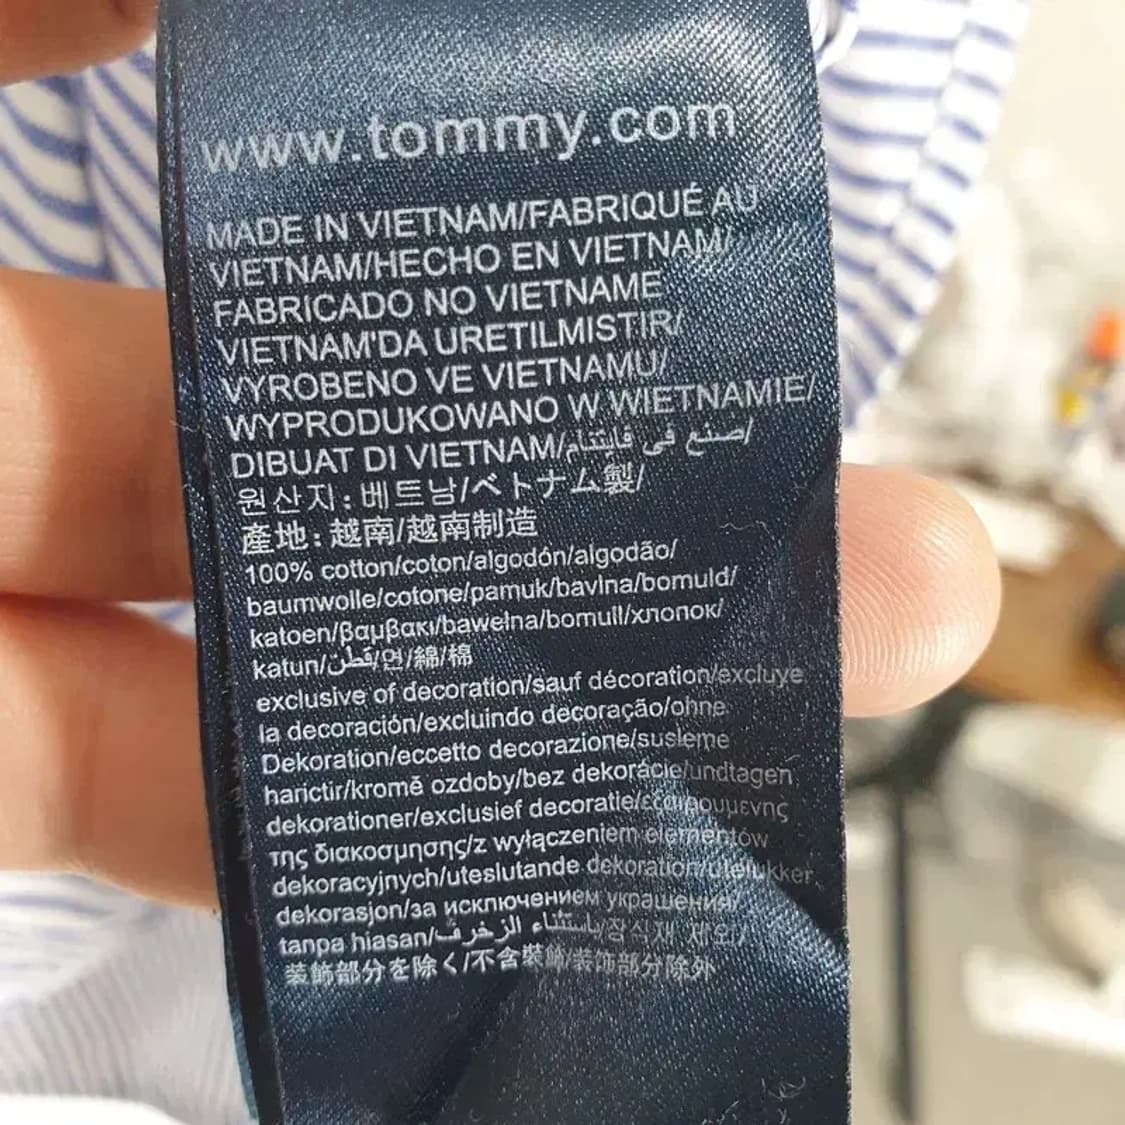 www.tommy.com
MADE IN VIETNAM/FABRIQUÉ AU
VIETNAM/HECHO EN VIETNAM/
FABRICADO NO VIETNAME
VIETNAM'DA URETILMISTIR/
VYROBENO VE VIETNAMU/
WYPRODUKOWANO W WIETNAMIE/
DIBUAT DI VIETNAM/صنع في فايتنام/
원산지:베트남/ベトナム製/
產地:越南/越南制造
100% cotton/coton/algodón/algodão/
baumwolle/cotone/pamuk/bavlna/bomuld/
katoen/βαμβακι/bawełna/bomull/хлопок/
katun/قطن/면/綿/棉
exclusive of decoration/sauf décoration/excluye
la decoración/excluindo decoração/ohne
Dekoration/eccetto decorazione/susleme
harictir/kromě ozdoby/bez dekorácie/undtagen
dekorationer/exclusief decoratie/εξαιρουμενης
της διακοσμησης/z wyłączeniem elementów
dekoracyjnych/uteslutande dekoration/utelukker
dekorasjon/за исключением украшения/
tanpa hiasan/باستثناء الزخرف/장식재 제외/
装飾部分を除く/不含裝飾/装饰部分除外